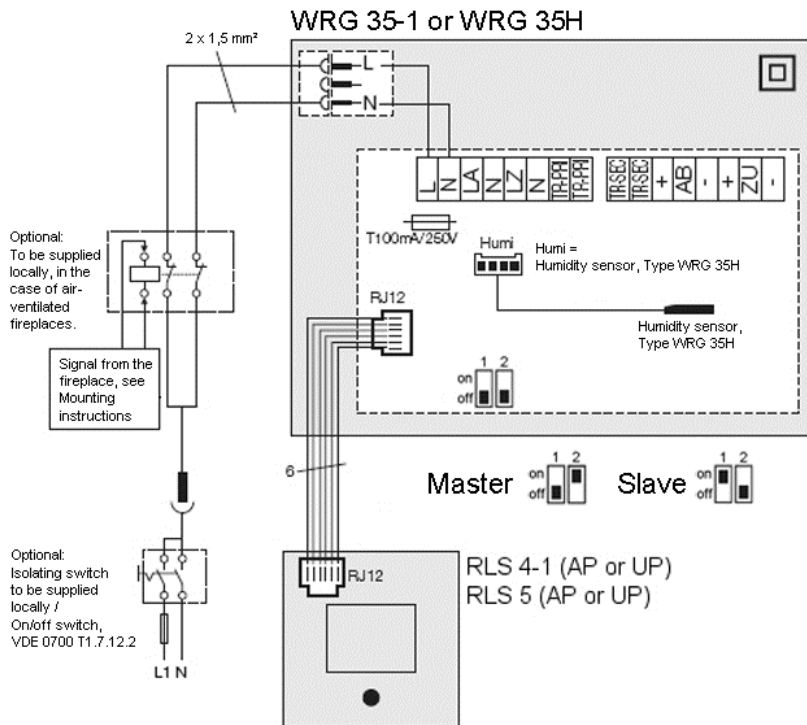 WRG 35-1 or WRG 35H
2 x 1,5 mm²
L
N
L
N
LA
N
LZ
N
TR-PRI
TR-PRI
TR-SEC
TR-SEC
+
AB
-
+
ZU
-
T100mA/250V
Humi
Humi =
Humidity sensor, Type WRG 35H
Humidity sensor,
Type WRG 35H
RJ12
1 2
on
off
Optional:
To be supplied
locally, in the
case of air-
ventilated
fireplaces.
Signal from the
fireplace, see
Mounting
instructions
6
Master
1 2
on
off
Slave
1 2
on
off
Optional:
Isolating switch
to be supplied
locally /
On/off switch,
VDE 0700 T1.7.12.2
L1 N
RJ12
RLS 4-1 (AP or UP)
RLS 5 (AP or UP)